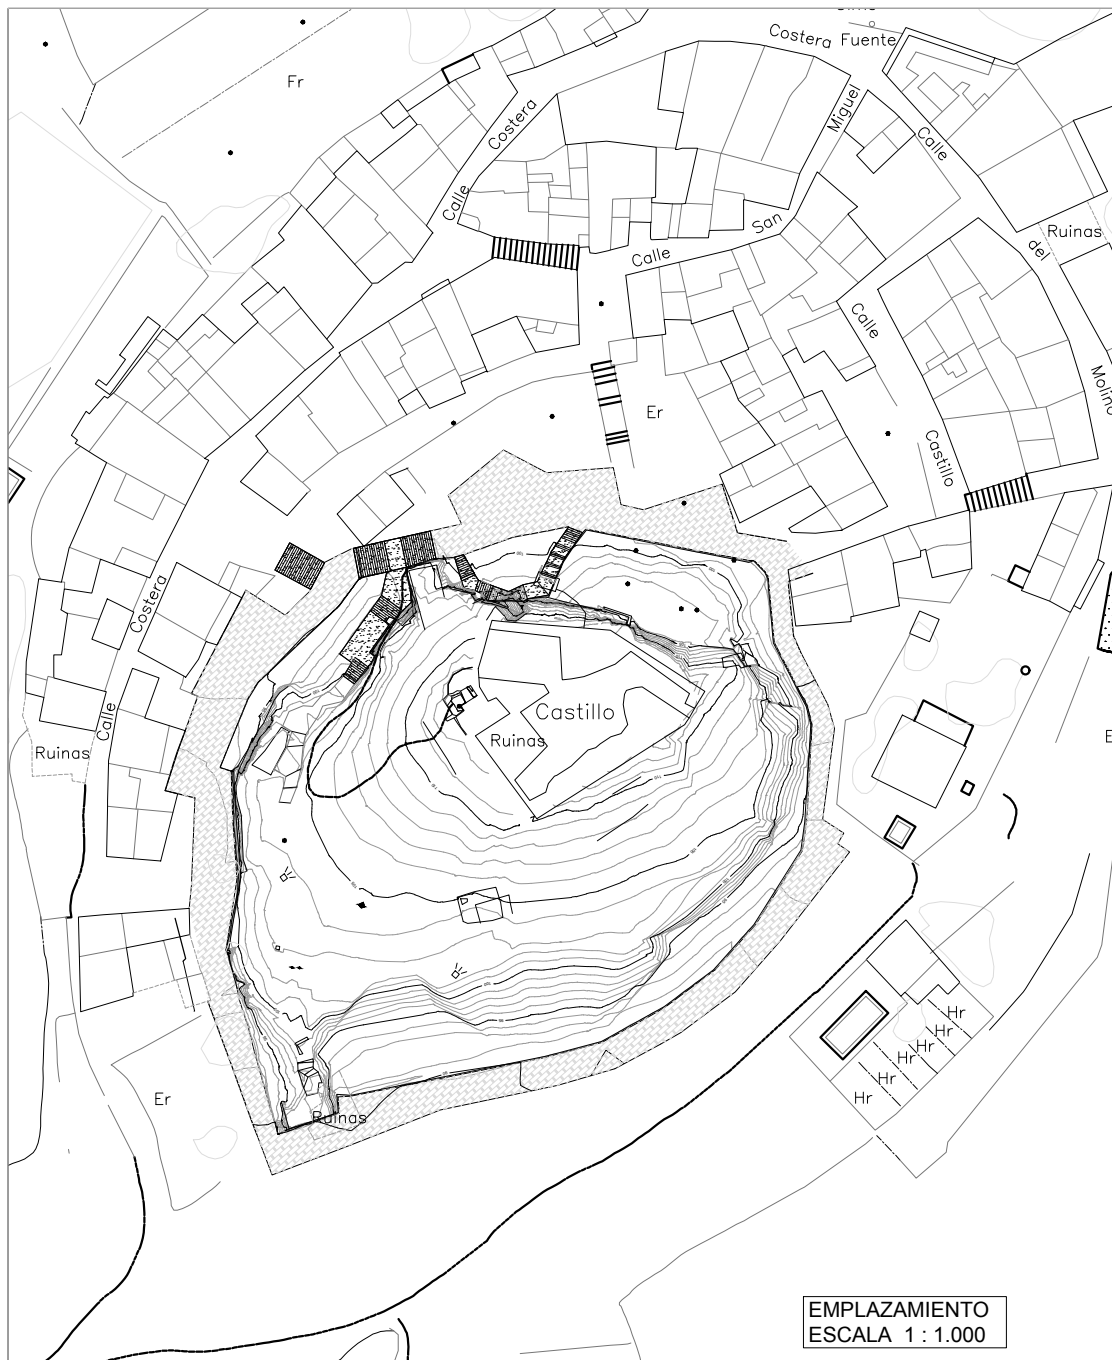 Costera Fuente
Fr
Calle Costera
Miguel
Calle
San
Calle
Ruinas
del
Calle
Molino
Er
Castillo
Costera
Calle
Ruinas
Castillo
Ruinas
E
Hr
Hr
Hr
Hr
Hr
Hr
Er
Ruinas
EMPLAZAMIENTO
ESCALA 1 : 1.000